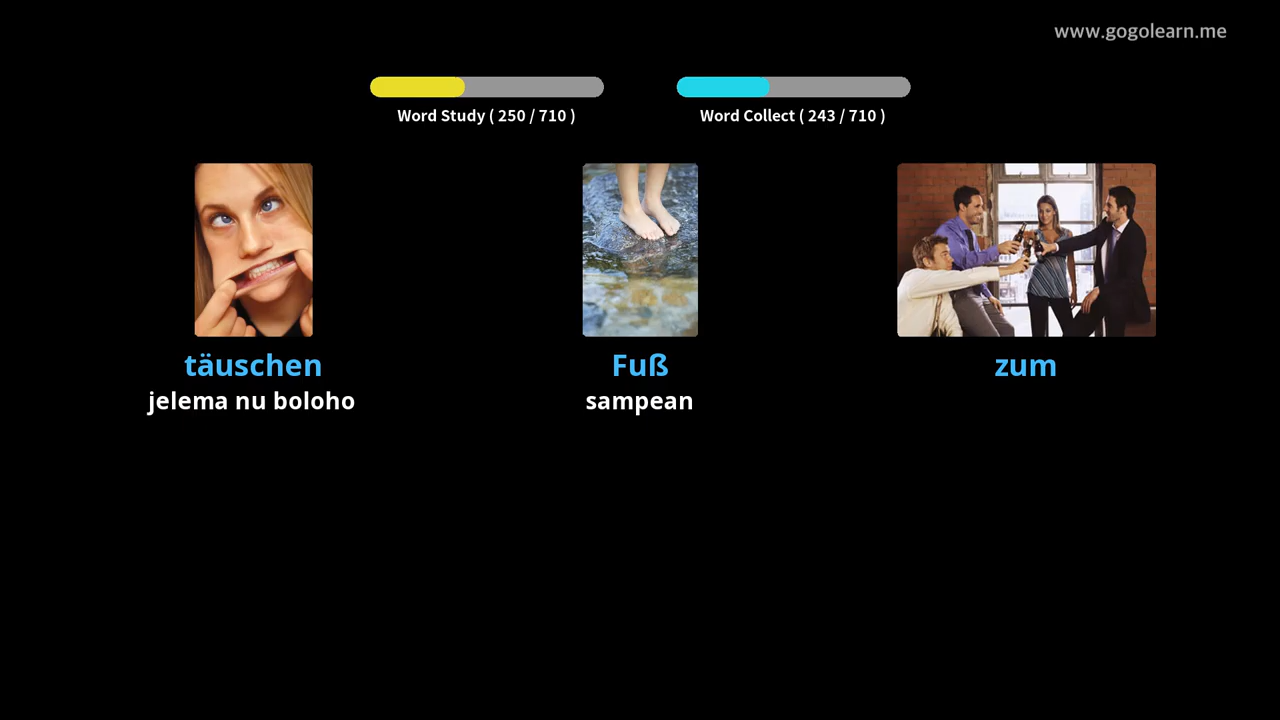 www.gogolearn.me
Word Study ( 250 / 710 )
Word Collect ( 243 / 710 )
täuschen
jelema nu boloho
Fuß
sampean
zum